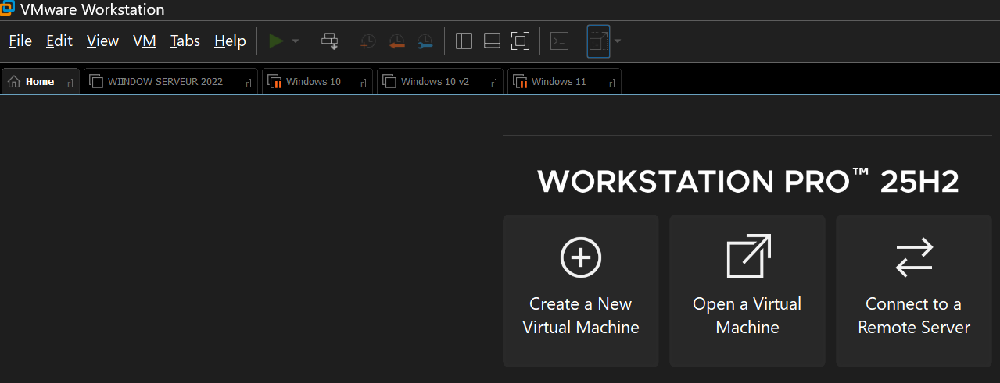 VMware Workstation
File Edit View VM Tabs Help
Home r] WIINDOW SERVEUR 2022 r] Windows 10 r] Windows 10 v2 r] Windows 11 r]
WORKSTATION PRO™ 25H2
Create a New
Virtual Machine
Open a Virtual
Machine
Connect to a
Remote Server